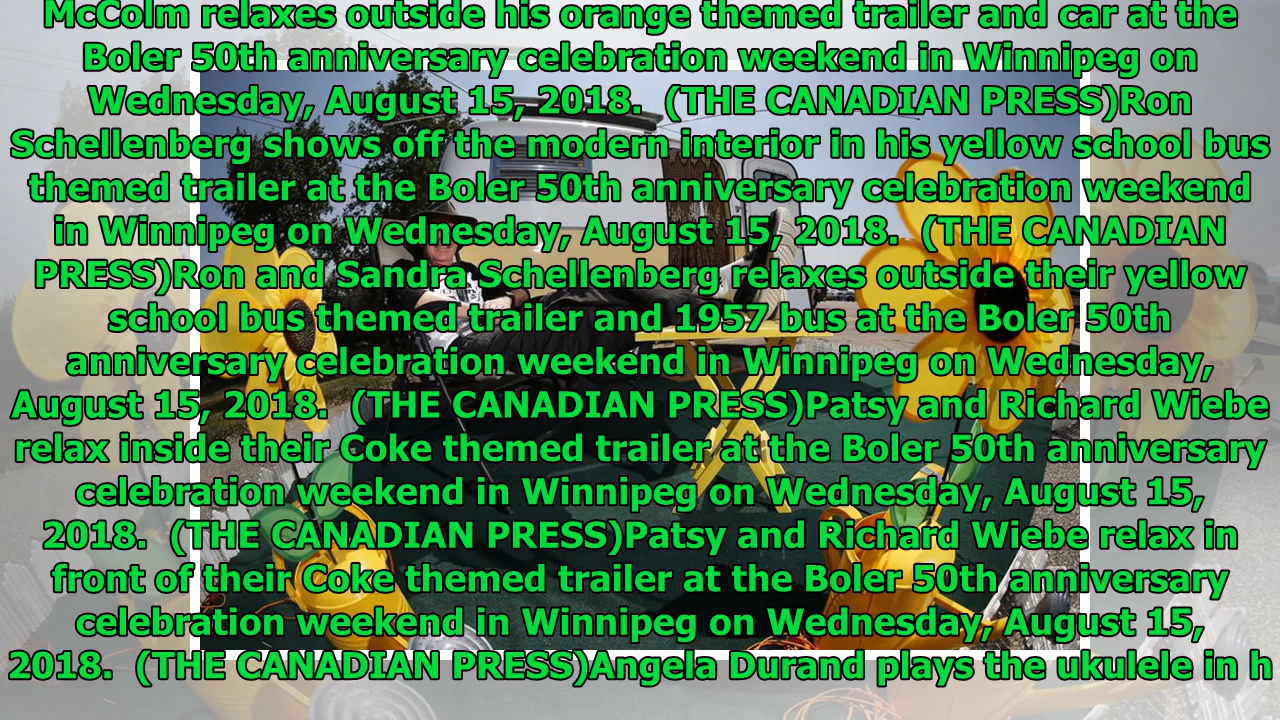 McColm relaxes outside his orange themed trailer and car at the
Boler 50th anniversary celebration weekend in Winnipeg on
Wednesday, August 15, 2018.  (THE CANADIAN PRESS)Ron
Schellenberg shows off the modern interior in his yellow school bus
themed trailer at the Boler 50th anniversary celebration weekend
in Winnipeg on Wednesday, August 15, 2018.  (THE CANADIAN
PRESS)Ron and Sandra Schellenberg relaxes outside their yellow
school bus themed trailer and 1957 bus at the Boler 50th
anniversary celebration weekend in Winnipeg on Wednesday,
August 15, 2018.  (THE CANADIAN PRESS)Patsy and Richard Wiebe
relax inside their Coke themed trailer at the Boler 50th anniversary
celebration weekend in Winnipeg on Wednesday, August 15,
2018.  (THE CANADIAN PRESS)Patsy and Richard Wiebe relax in
front of their Coke themed trailer at the Boler 50th anniversary
celebration weekend in Winnipeg on Wednesday, August 15,
2018.  (THE CANADIAN PRESS)Angela Durand plays the ukulele in h